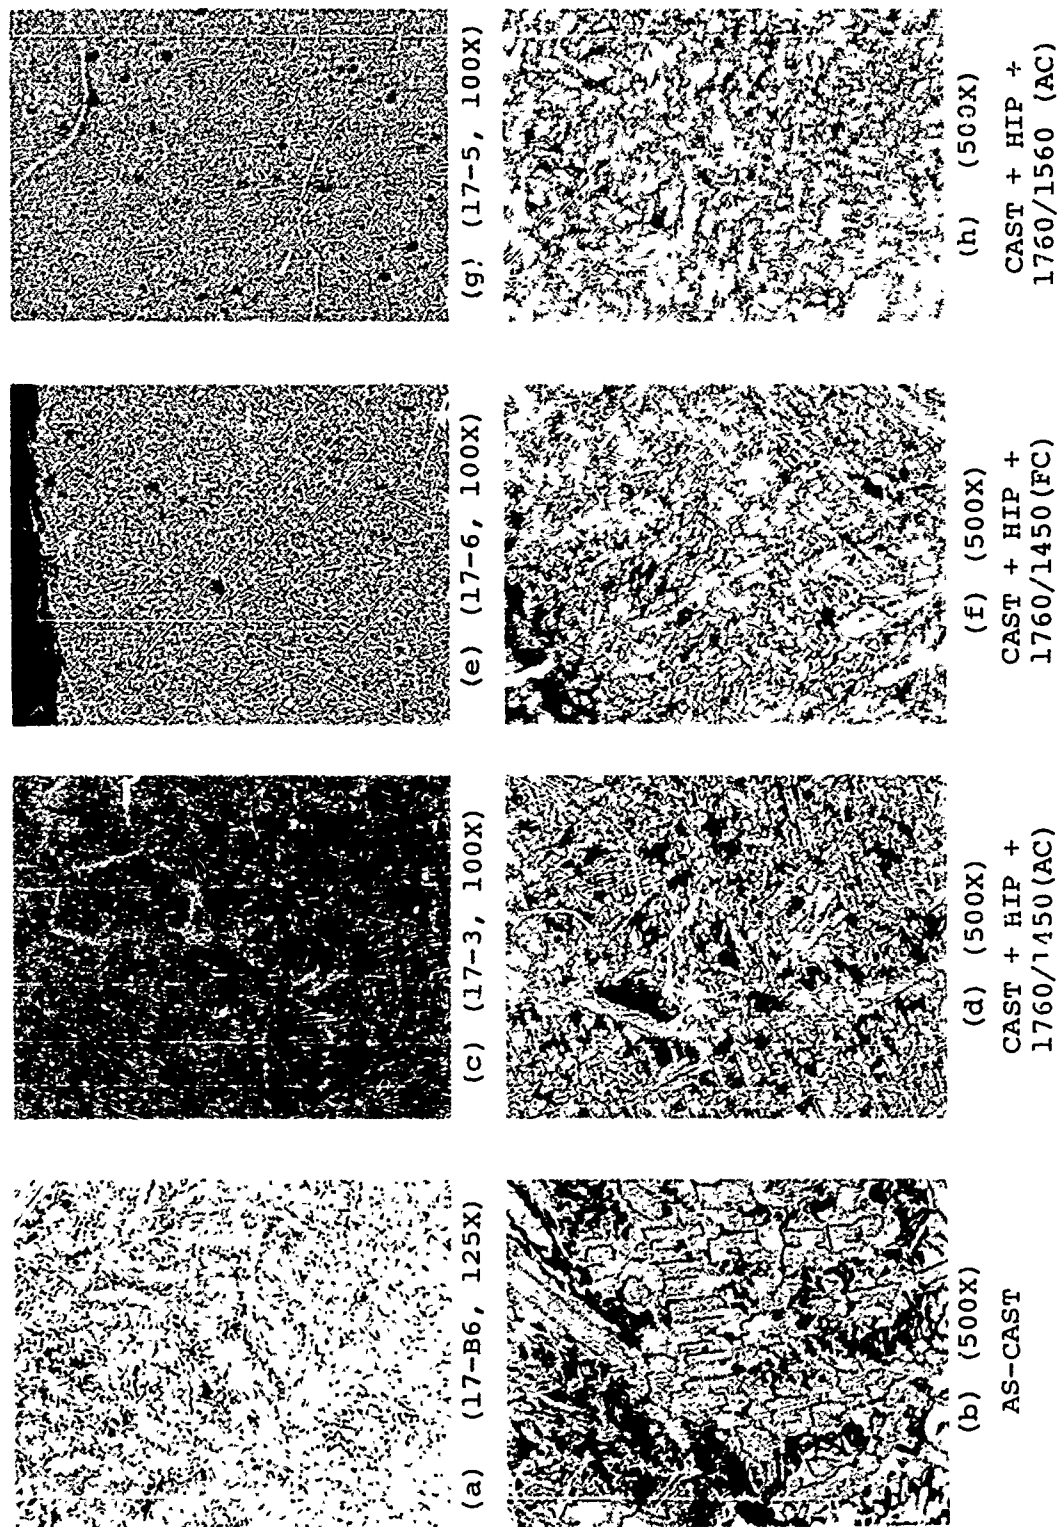 (a) (17-B6, 125X)
(c) (17-3, 100X)
(e) (17-6, 100X)
(g) (17-5, 100X)
(b) (500X)
AS-CAST
(d) (500X)
CAST + HIP +
1760/1450(AC)
(f) (500X)
CAST + HIP +
1760/1450(FC)
(h) (500X)
CAST + HIP +
1760/1560 (AC)